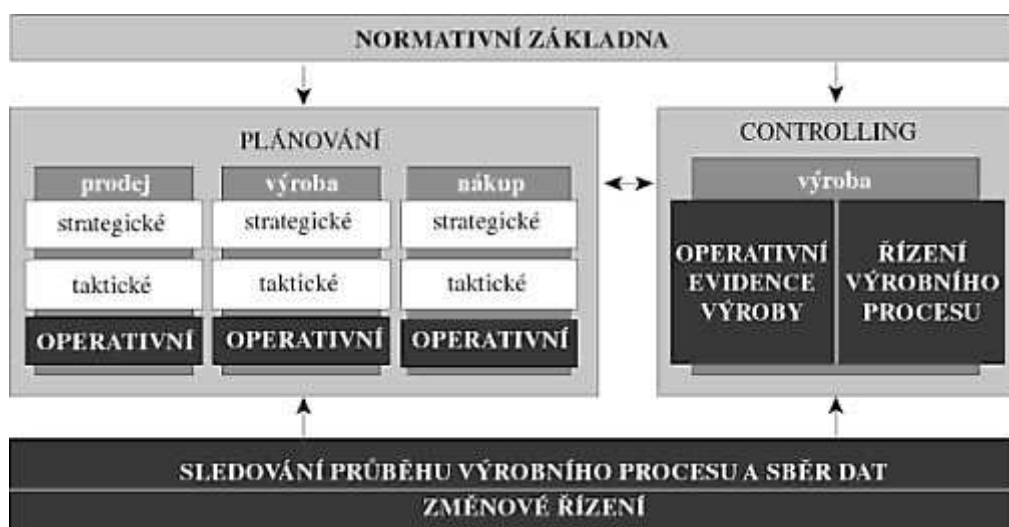 NORMATIVNÍ ZÁKLADNA
PLÁNOVÁNÍ
prodej
strategické
taktické
OPERATIVNÍ
výroba
strategické
taktické
OPERATIVNÍ
nákup
strategické
taktické
OPERATIVNÍ
CONTROLLING
výroba
OPERATIVNÍ
EVIDENCE
VÝROBY
ŘÍZENÍ
VÝROBNÍHO
PROCESU
SLEDOVÁNÍ PRŮBĚHU VÝROBNÍHO PROCESU A SBĚR DAT
ZMĚNOVÉ ŘÍZENÍ